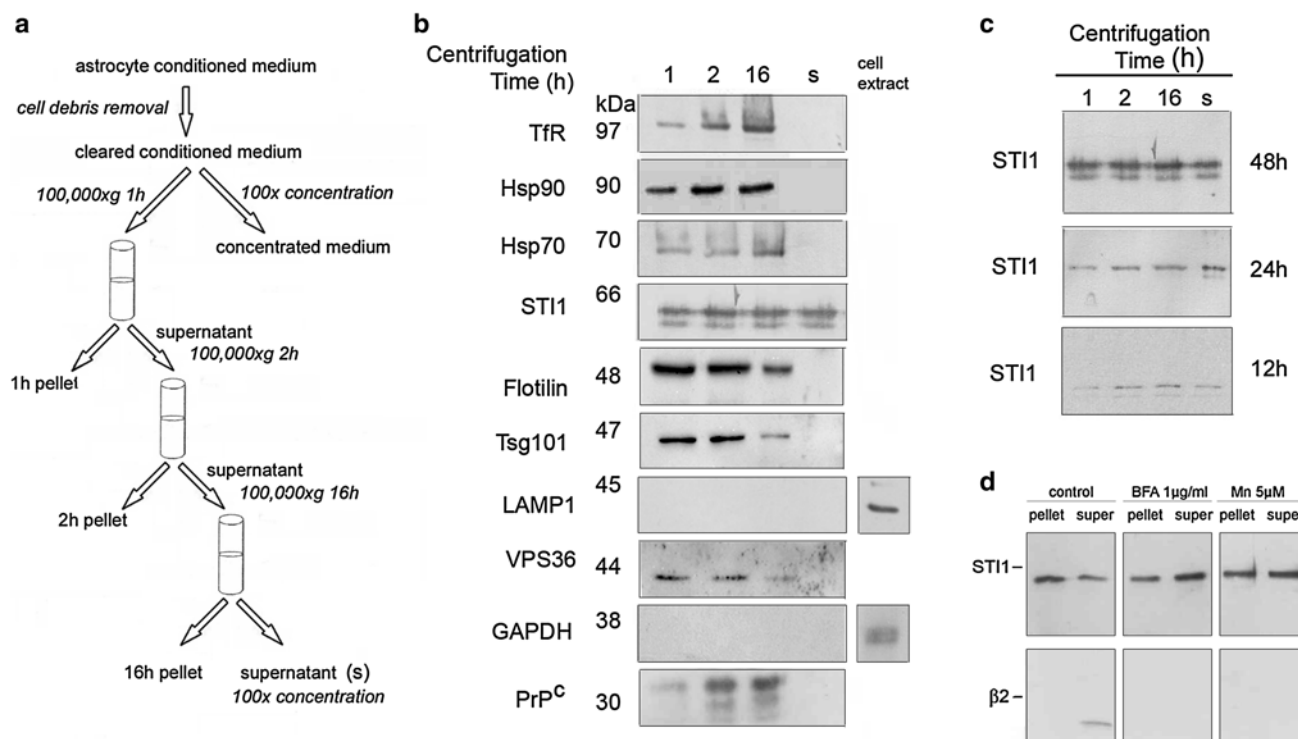 a
astrocyte conditioned medium
cell debris removal
cleared conditioned medium
100,000xg 1h
100x concentration
concentrated medium
supernatant
100,000xg 2h
1h pellet
supernatant
100,000xg 16h
2h pellet
16h pellet
supernatant (s)
100x concentration
b
Centrifugation
Time (h)
1 2 16 s
cell
extract
kDa
TfR 97
Hsp90 90
Hsp70 70
STI1 66
Flotilin 48
Tsg101 47
LAMP1 45
VPS36 44
GAPDH 38
PrPᶜ 30
c
Centrifugation
Time (h)
1 2 16 s
STI1 48h
STI1 24h
STI1 12h
d
control BFA 1µg/ml Mn 5µM
pellet super pellet super pellet supe
STI1
β2